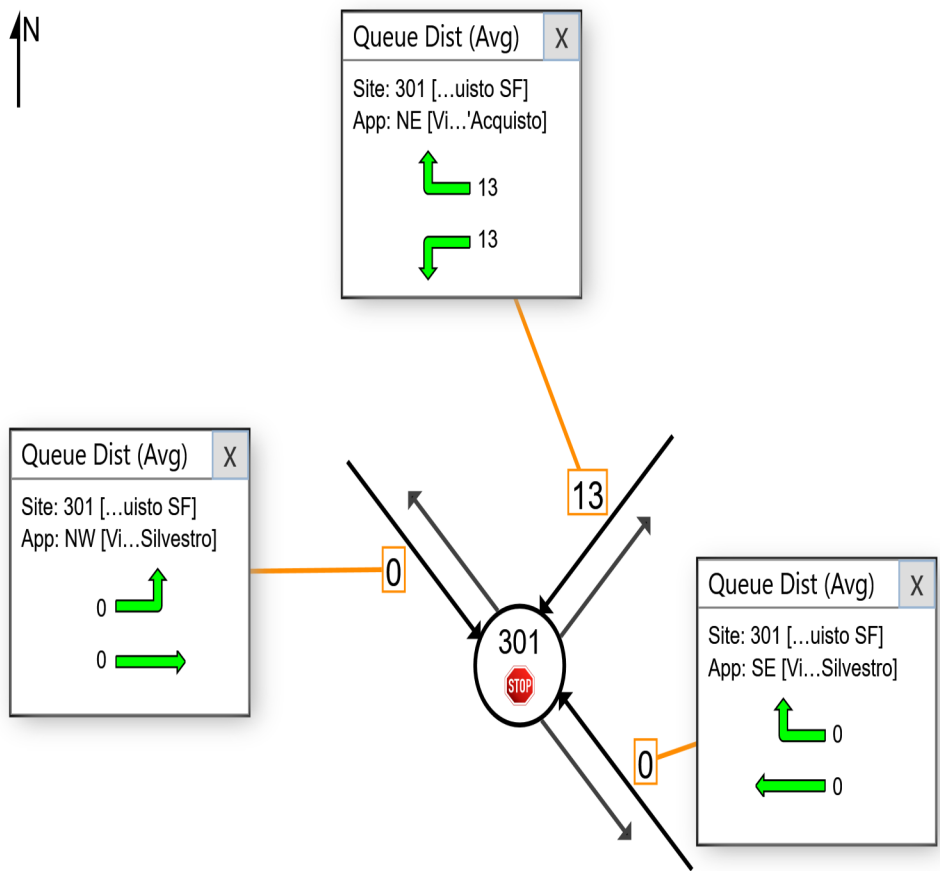 N
Queue Dist (Avg) X
Site: 301 […uisto SF]
App: NE [Vi…'Acquisto]
13
13
13
Queue Dist (Avg) X
Site: 301 […uisto SF]
App: NW [Vi…Silvestro]
0
0
0
301
STOP
Queue Dist (Avg) X
Site: 301 […uisto SF]
App: SE [Vi…Silvestro]
0
0
0